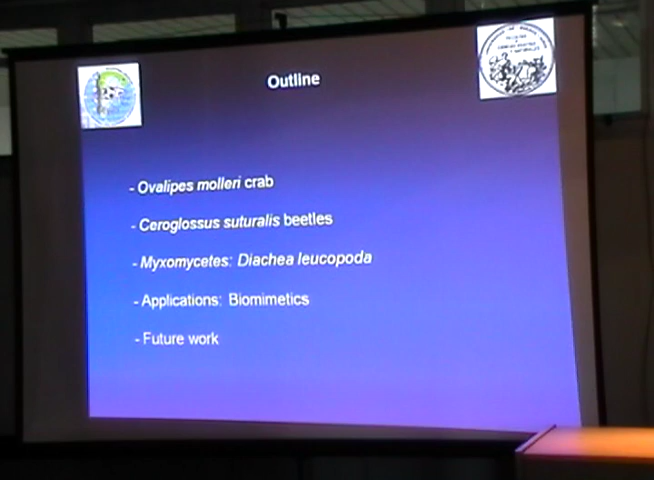 Outline
- Ovalipes molleri crab
- Ceroglossus suturalis beetles
- Myxomycetes: Diachea leucopoda
- Applications: Biomimetics
- Future work